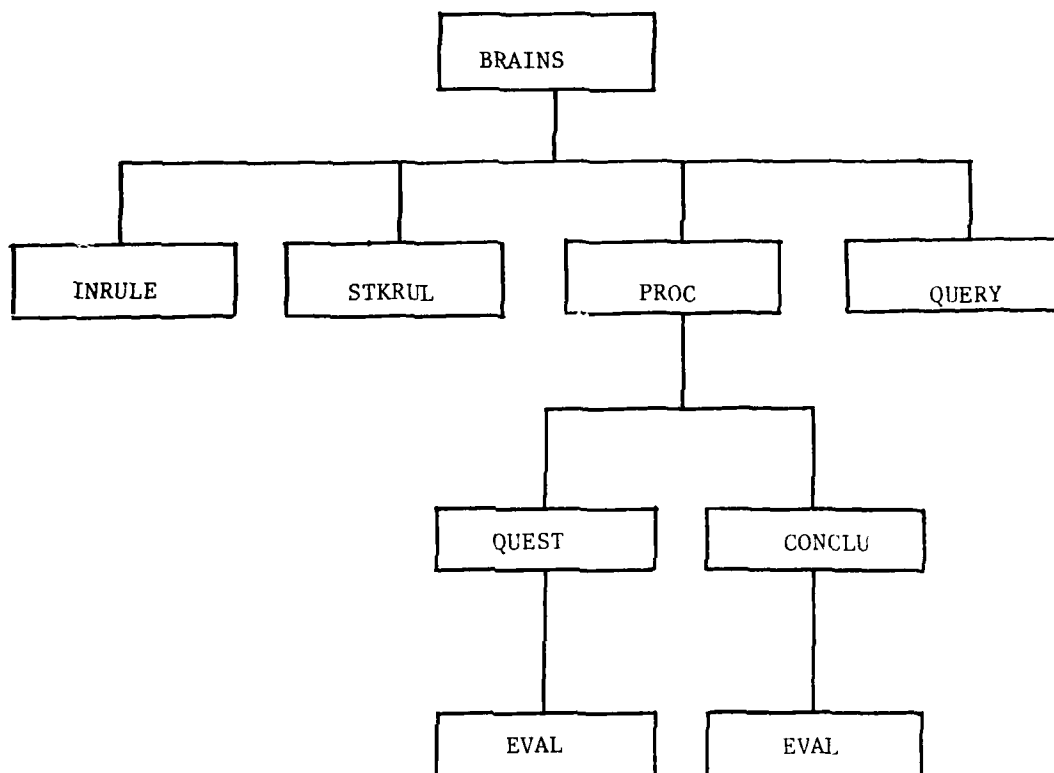 BRAINS
INRULE
STKRUL
PROC
QUERY
QUEST
CONCLU
EVAL
EVAL